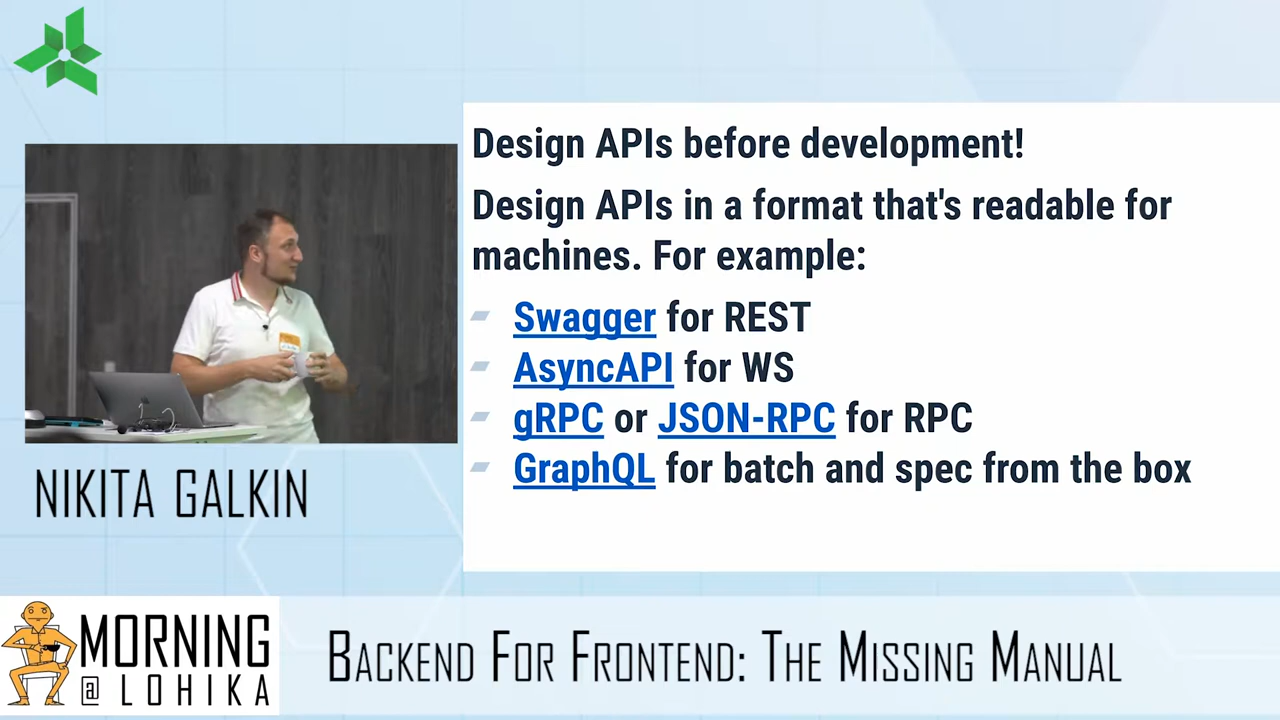 Design APIs before development!
Design APIs in a format that's readable for
machines. For example:
Swagger for REST
AsyncAPI for WS
gRPC or JSON-RPC for RPC
GraphQL for batch and spec from the box
NIKITA GALKIN
MORNING
@ LOHIKA
BACKEND FOR FRONTEND: THE MISSING MANUAL